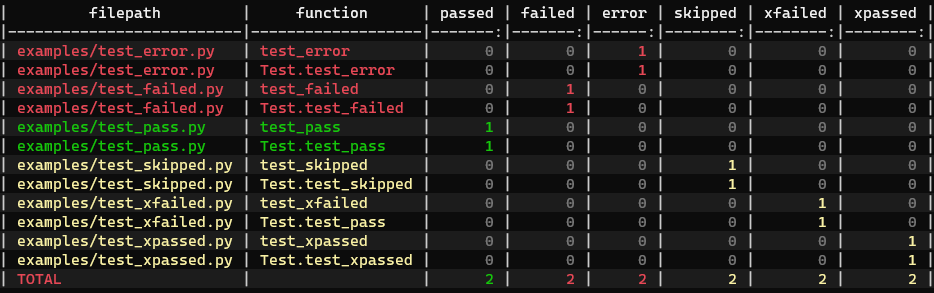 |         filepath         |     function      | passed | failed | error | skipped | xfailed | xpassed |
|--------------------------|-------------------|-------:|-------:|------:|--------:|--------:|--------:|
| examples/test_error.py   | test_error        |      0 |      0 |     1 |       0 |       0 |       0 |
| examples/test_error.py   | Test.test_error   |      0 |      0 |     1 |       0 |       0 |       0 |
| examples/test_failed.py  | test_failed       |      0 |      1 |     0 |       0 |       0 |       0 |
| examples/test_failed.py  | Test.test_failed  |      0 |      1 |     0 |       0 |       0 |       0 |
| examples/test_pass.py    | test_pass         |      1 |      0 |     0 |       0 |       0 |       0 |
| examples/test_pass.py    | Test.test_pass    |      1 |      0 |     0 |       0 |       0 |       0 |
| examples/test_skipped.py | test_skipped      |      0 |      0 |     0 |       1 |       0 |       0 |
| examples/test_skipped.py | Test.test_skipped |      0 |      0 |     0 |       1 |       0 |       0 |
| examples/test_xfailed.py | test_xfailed      |      0 |      0 |     0 |       0 |       1 |       0 |
| examples/test_xfailed.py | Test.test_pass    |      0 |      0 |     0 |       0 |       1 |       0 |
| examples/test_xpassed.py | test_xpassed      |      0 |      0 |     0 |       0 |       0 |       1 |
| examples/test_xpassed.py | Test.test_xpassed |      0 |      0 |     0 |       0 |       0 |       1 |
| TOTAL                    |                   |      2 |      2 |     2 |       2 |       2 |       2 |